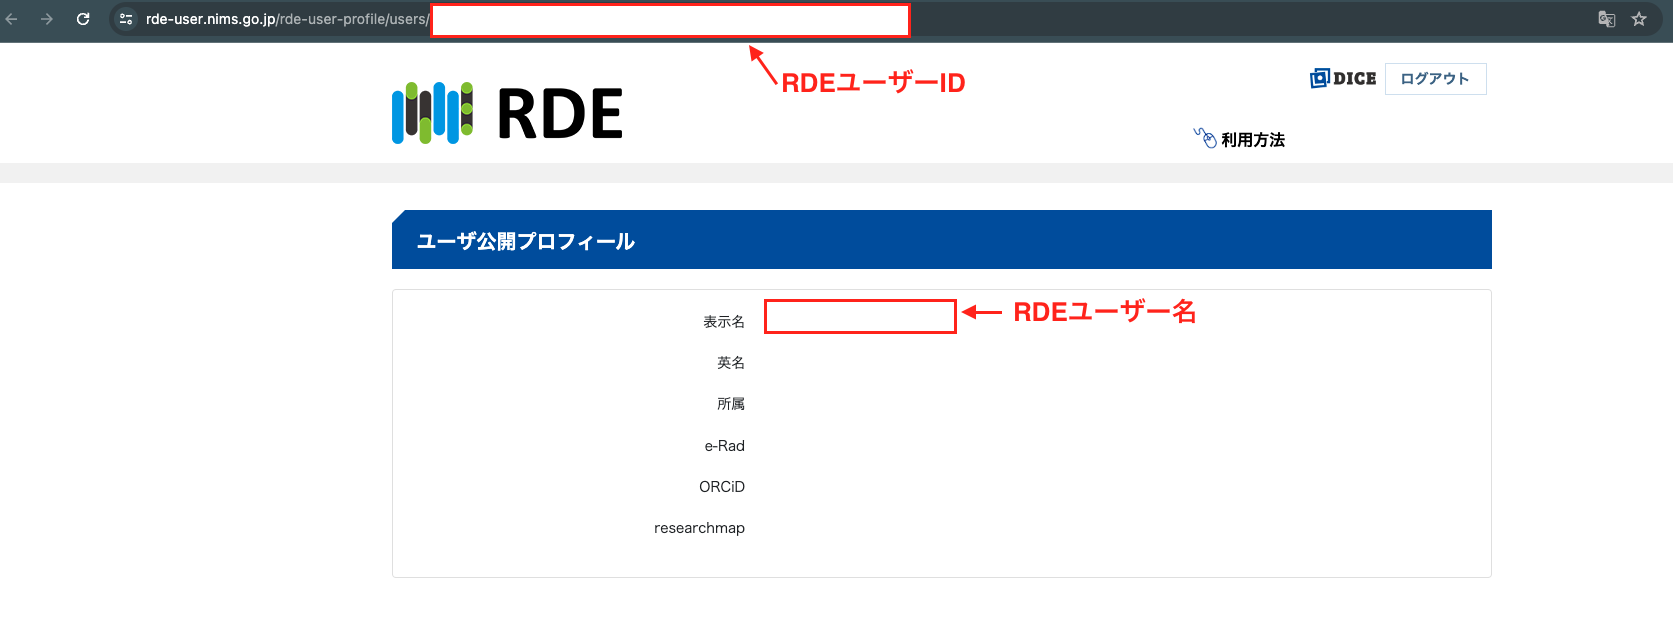 rde-user.nims.go.jp/rde-user-profile/users/
RDEユーザーID
RDE
DICE
ログアウト
利用方法
ユーザ公開プロフィール
表示名
RDEユーザー名
英名
所属
e-Rad
ORCiD
researchmap